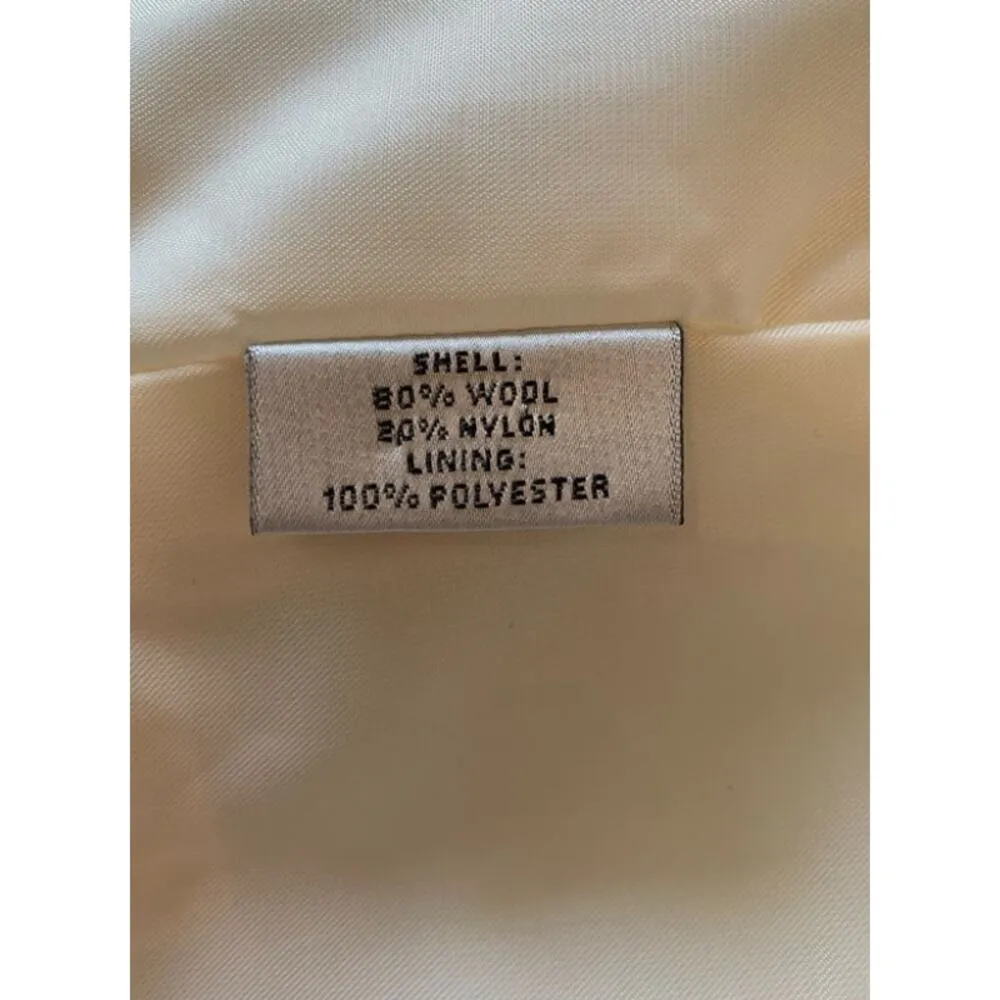 SHELL:
80% WOOL
20% NYLON
LINING:
100% POLYESTER